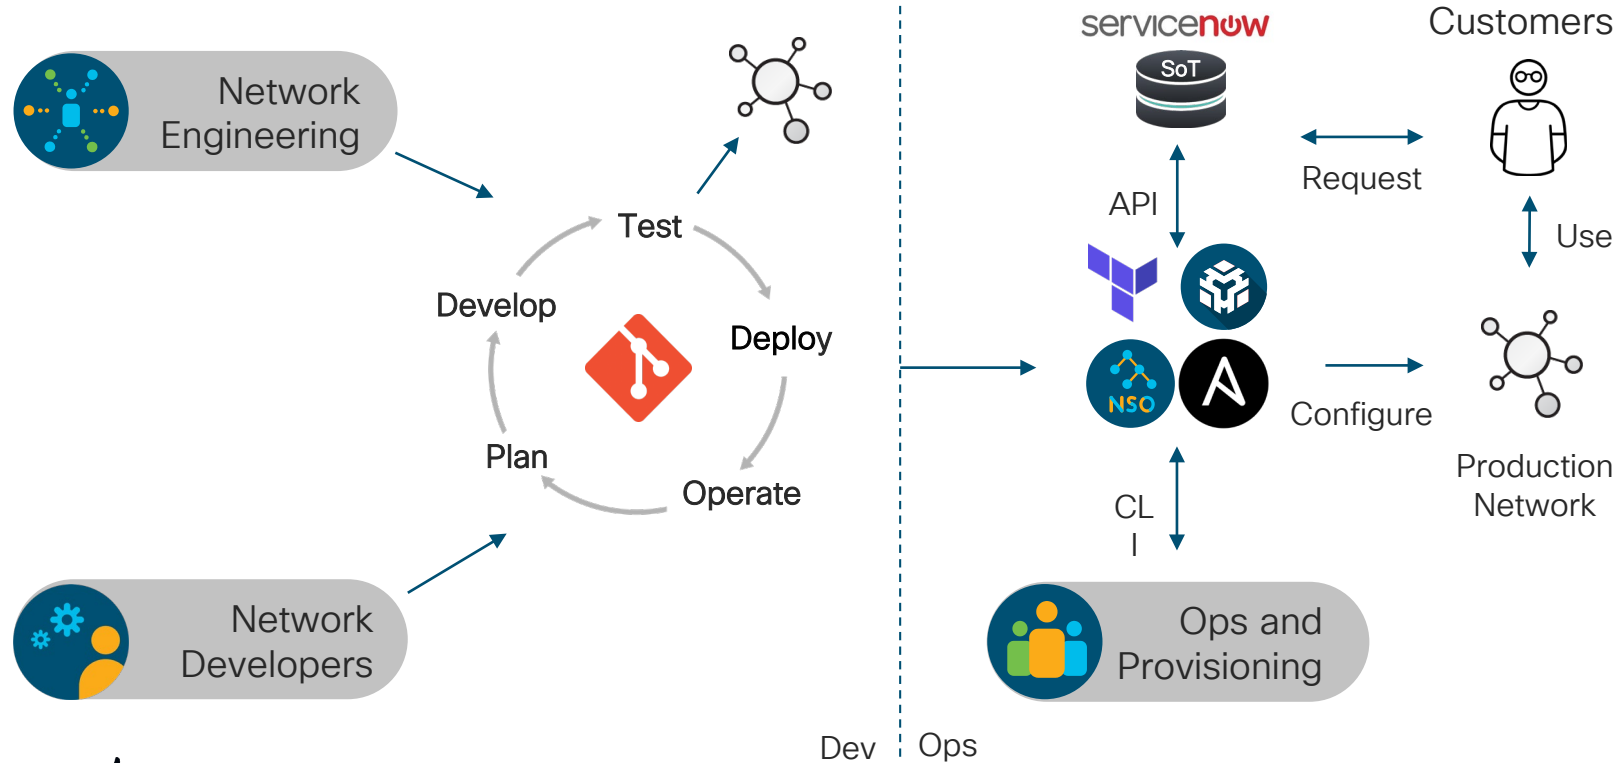 Network
Engineering
Test
Develop
Deploy
Plan
Operate
Network
Developers
Dev
servicenow
SoT
Customers
Request
API
Use
NSO
Configure
Production
Network
CL
I
Ops and
Provisioning
Ops